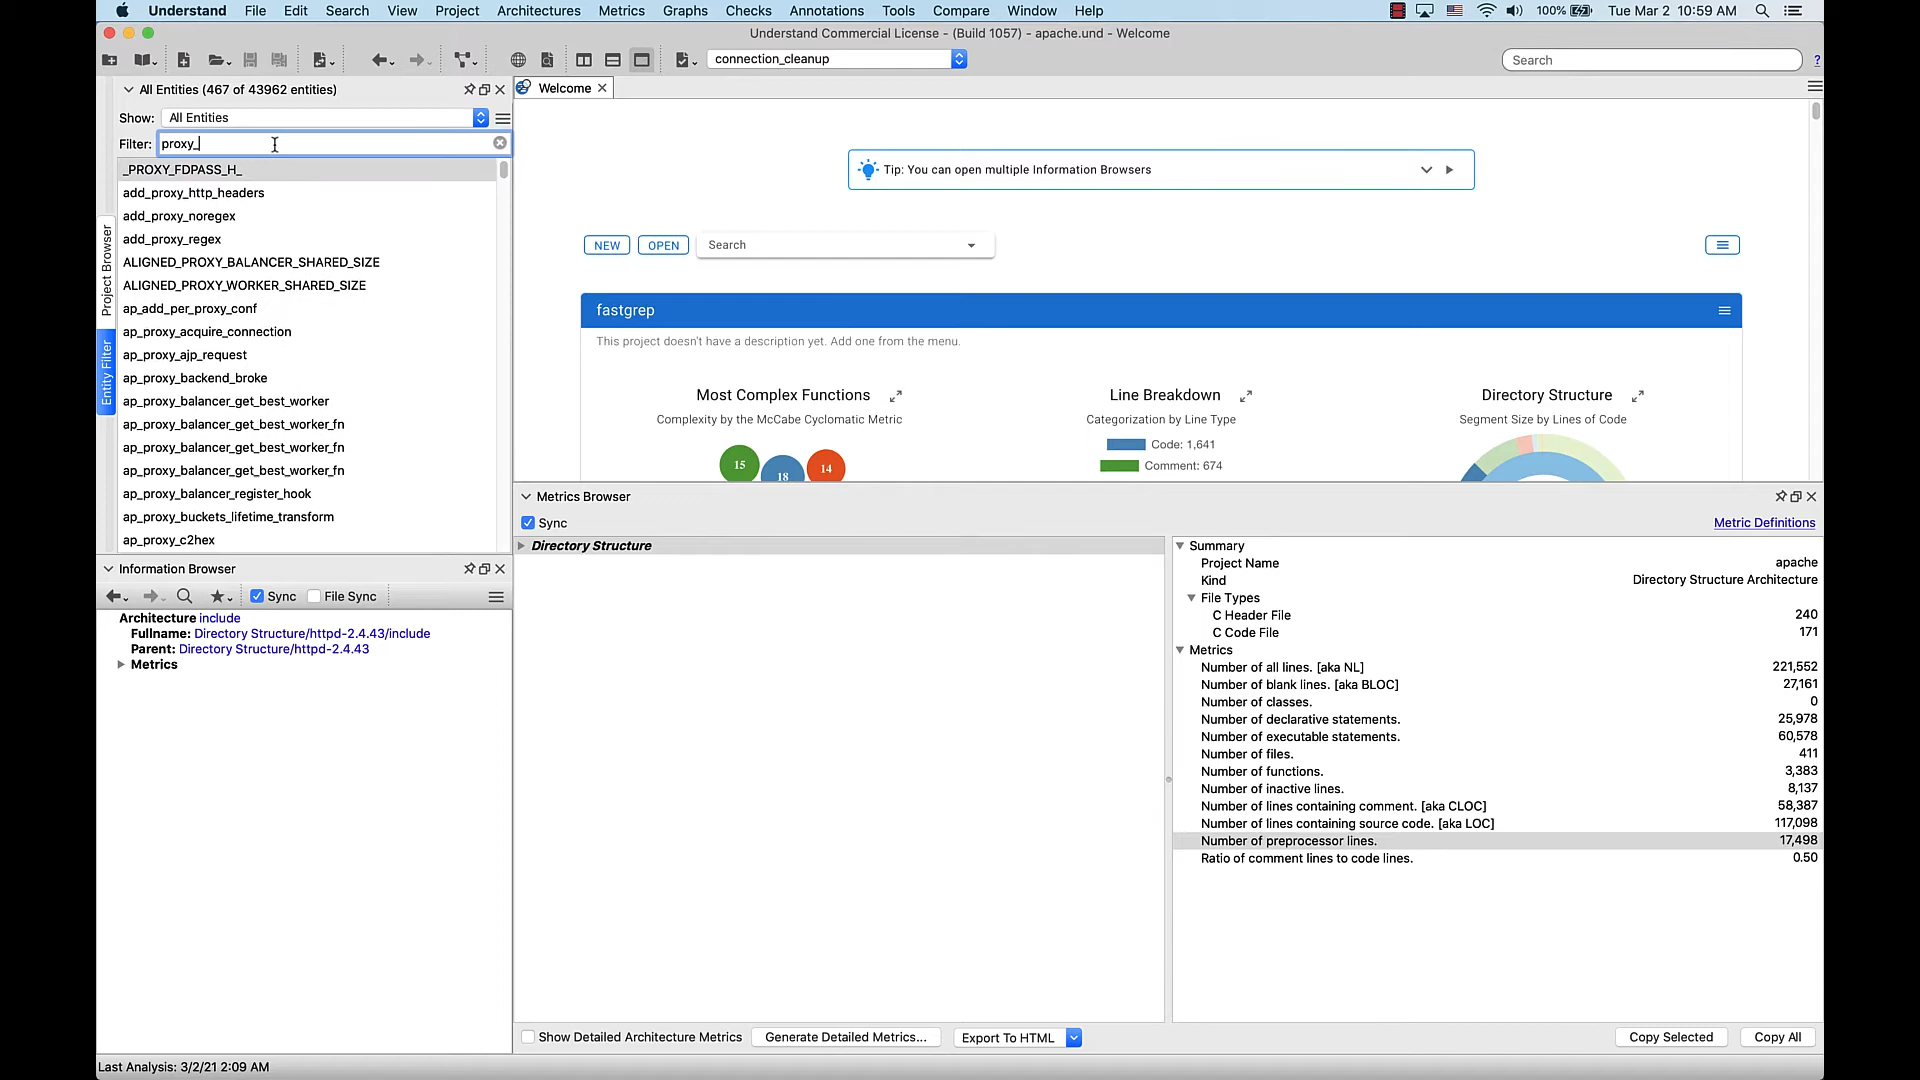 Understand File Edit Search View Project Architectures Metrics Graphs Checks Annotations Tools Compare Window Help 100% Tue Mar 2 10:59 AM
Understand Commercial License - (Build 1057) - apache.und - Welcome
connection_cleanup
Search
?
All Entities (467 of 43962 entities)
Show: All Entities
Filter: proxy_
_PROXY_FDPASS_H_
add_proxy_http_headers
add_proxy_noregex
add_proxy_regex
ALIGNED_PROXY_BALANCER_SHARED_SIZE
ALIGNED_PROXY_WORKER_SHARED_SIZE
ap_add_per_proxy_conf
ap_proxy_acquire_connection
ap_proxy_ajp_request
ap_proxy_backend_broke
ap_proxy_balancer_get_best_worker
ap_proxy_balancer_get_best_worker_fn
ap_proxy_balancer_get_best_worker_fn
ap_proxy_balancer_get_best_worker_fn
ap_proxy_balancer_register_hook
ap_proxy_buckets_lifetime_transform
ap_proxy_c2hex
Project Browser
Entity Filter
Information Browser
Sync File Sync
Architecture include
Fullname: Directory Structure/httpd-2.4.43/include
Parent: Directory Structure/httpd-2.4.43
Metrics
Welcome
Tip: You can open multiple Information Browsers
NEW OPEN Search
fastgrep
This project doesn't have a description yet. Add one from the menu.
Most Complex Functions
Complexity by the McCabe Cyclomatic Metric
15 18 14
Line Breakdown
Categorization by Line Type
Code: 1,641
Comment: 674
Directory Structure
Segment Size by Lines of Code
Metrics Browser
Sync
Metric Definitions
Directory Structure
Summary
Project Name apache
Kind Directory Structure Architecture
File Types
C Header File 240
C Code File 171
Metrics
Number of all lines. [aka NL] 221,552
Number of blank lines. [aka BLOC] 27,161
Number of classes. 0
Number of declarative statements. 25,978
Number of executable statements. 60,578
Number of files. 411
Number of functions. 3,383
Number of inactive lines. 8,137
Number of lines containing comment. [aka CLOC] 58,387
Number of lines containing source code. [aka LOC] 117,098
Number of preprocessor lines. 17,498
Ratio of comment lines to code lines. 0.50
Show Detailed Architecture Metrics Generate Detailed Metrics... Export To HTML Copy Selected Copy All
Last Analysis: 3/2/21 2:09 AM